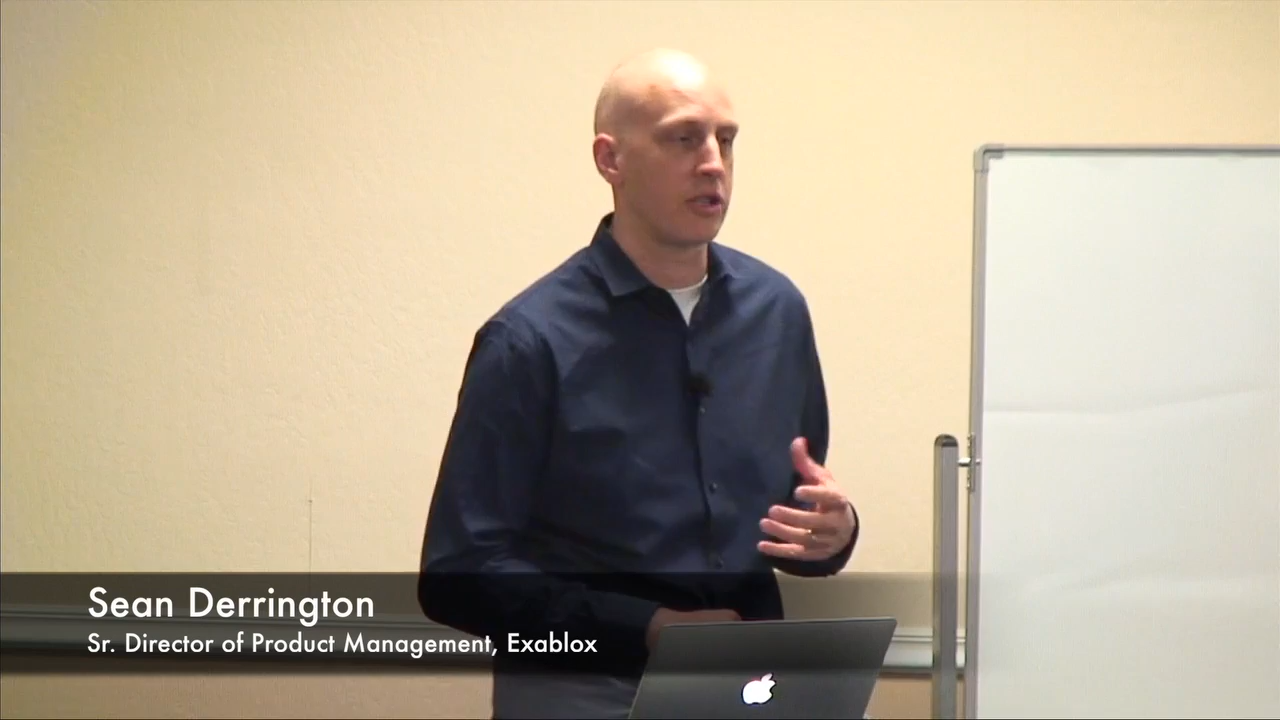 Sean Derrington
Sr. Director of Product Management, Exablox